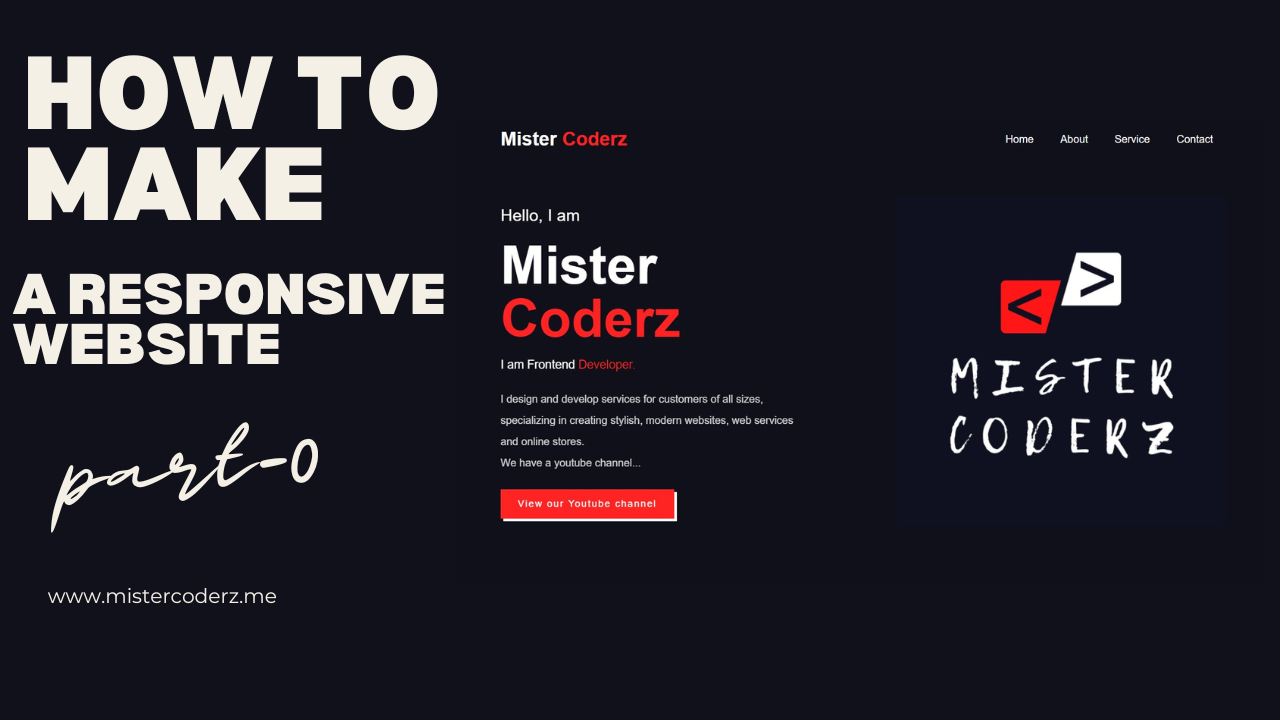 HOW TO
MAKE
A RESPONSIVE
WEBSITE
part-0
www.mistercoderz.me
Mister Coderz
Home About Service Contact
Hello, I am
Mister
Coderz
I am Frontend Developer.
I design and develop services for customers of all sizes,
specializing in creating stylish, modern websites, web services
and online stores.
We have a youtube channel...
View our Youtube channel
< >
MISTER
CODERZ